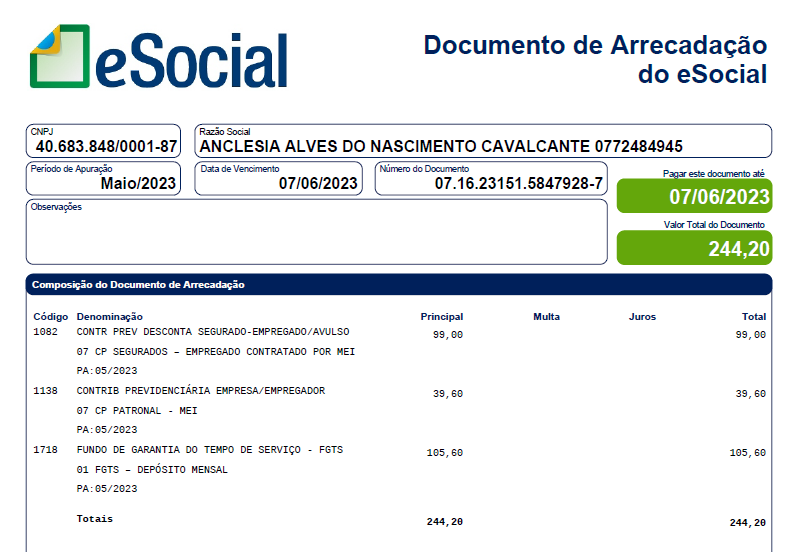 eSocial
Documento de Arrecadação
do eSocial
CNPJ
40.683.848/0001-87
Razão Social
ANCLESIA ALVES DO NASCIMENTO CAVALCANTE 0772484945
Período de Apuração
Maio/2023
Data de Vencimento
07/06/2023
Número do Documento
07.16.23151.5847928-7
Pagar este documento até
07/06/2023
Observações
Valor Total do Documento
244,20
Composição do Documento de Arrecadação
Código Denominação Principal Multa Juros Total
1082 CONTR PREV DESCONTA SEGURADO-EMPREGADO/AVULSO 99,00 99,00
07 CP SEGURADOS – EMPREGADO CONTRATADO POR MEI
PA:05/2023
1138 CONTRIB PREVIDENCIÁRIA EMPRESA/EMPREGADOR 39,60 39,60
07 CP PATRONAL - MEI
PA:05/2023
1718 FUNDO DE GARANTIA DO TEMPO DE SERVIÇO - FGTS 105,60 105,60
01 FGTS – DEPÓSITO MENSAL
PA:05/2023
Totais 244,20 244,20